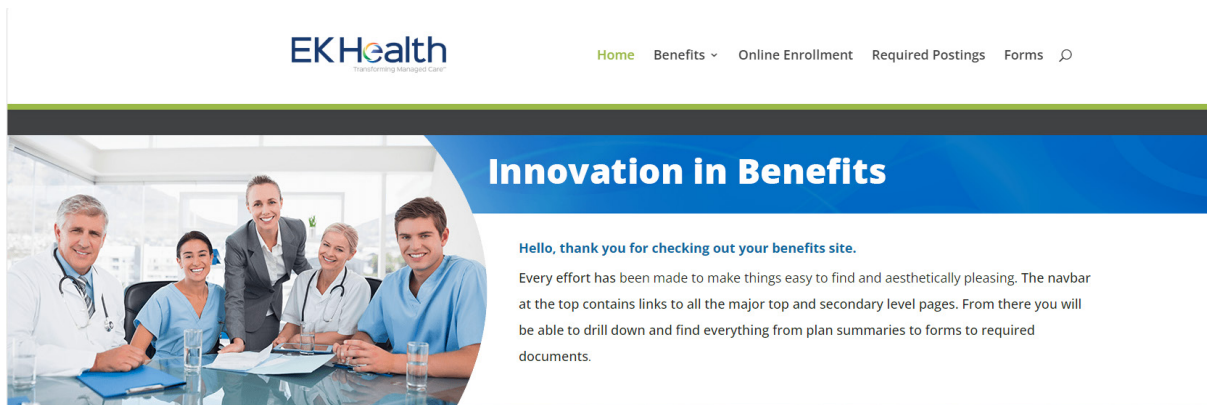 EKHealth
Transforming Managed Care
Home Benefits Online Enrollment Required Postings Forms
Innovation in Benefits
Hello, thank you for checking out your benefits site.
Every effort has been made to make things easy to find and aesthetically pleasing. The navbar
at the top contains links to all the major top and secondary level pages. From there you will
be able to drill down and find everything from plan summaries to forms to required
documents.